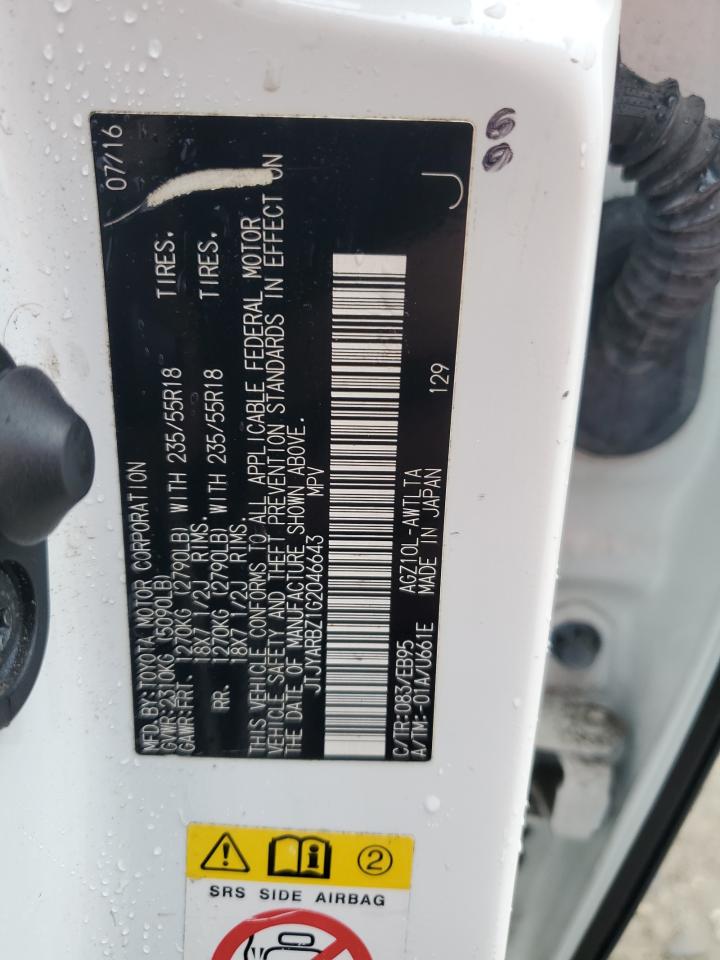 MFD.BY:TOYOTA MOTOR CORPORATION 07/16
GVWR:2310KG (5090LB)
GAWR:FRT. 1270KG (2790LB) WITH 235/55R18 TIRES.
18X7 1/2J RIMS.
RR. 1270KG (2790LB) WITH 235/55R18 TIRES.
18X7 1/2J RIMS.
THIS VEHICLE CONFORMS TO ALL APPLICABLE FEDERAL MOTOR
VEHICLE SAFETY AND THEFT PREVENTION STANDARDS IN EFFECT ON
THE DATE OF MANUFACTURE SHOWN ABOVE.
JTJYARBZ1G2046643 MPV
C/TR:083/EB95 AGZ10L-AWTLTA 129
A/TM:-01A/U661E MADE IN JAPAN
J
66
2
SRS SIDE AIRBAG